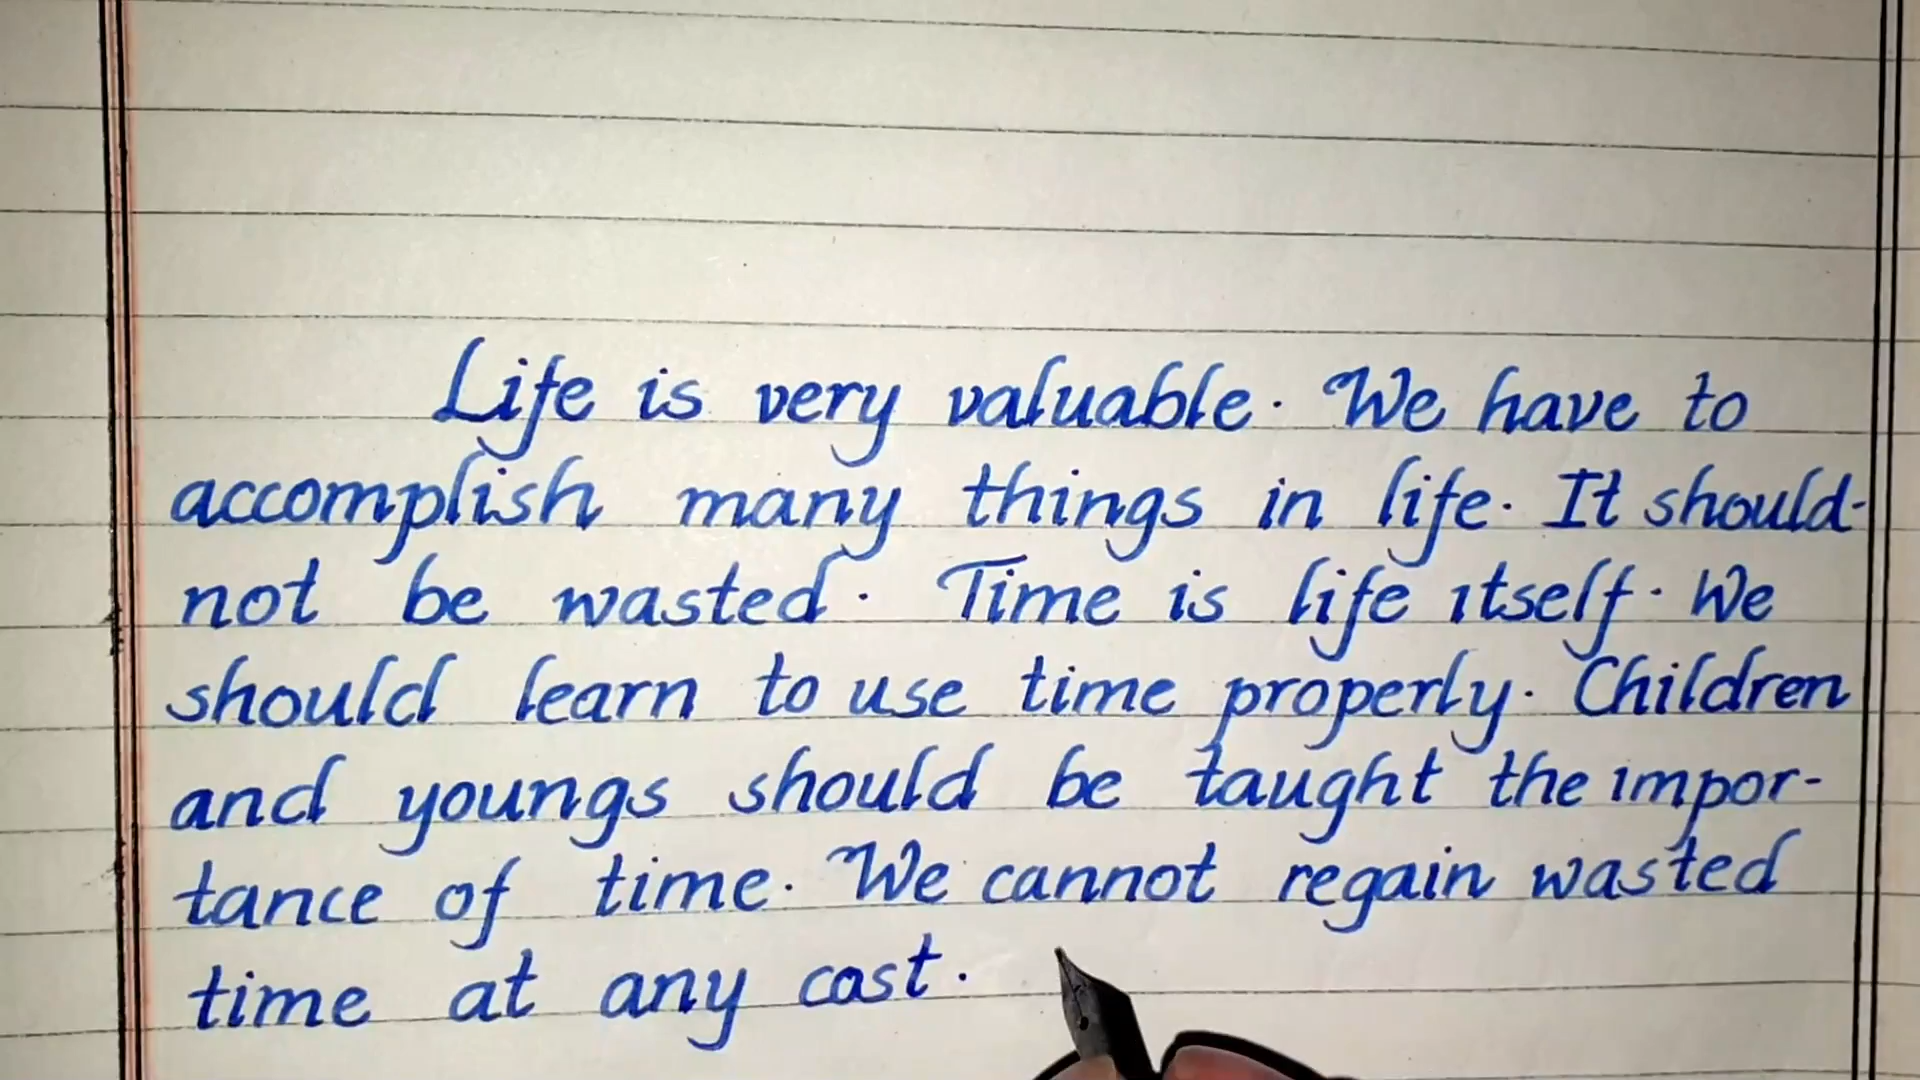 Life is very valuable. We have to
accomplish many things in life. It should-
not be wasted. Time is life itself. We
should learn to use time properly. Children
and youngs should be taught the impor-
tance of time. We cannot regain wasted
time at any cost.